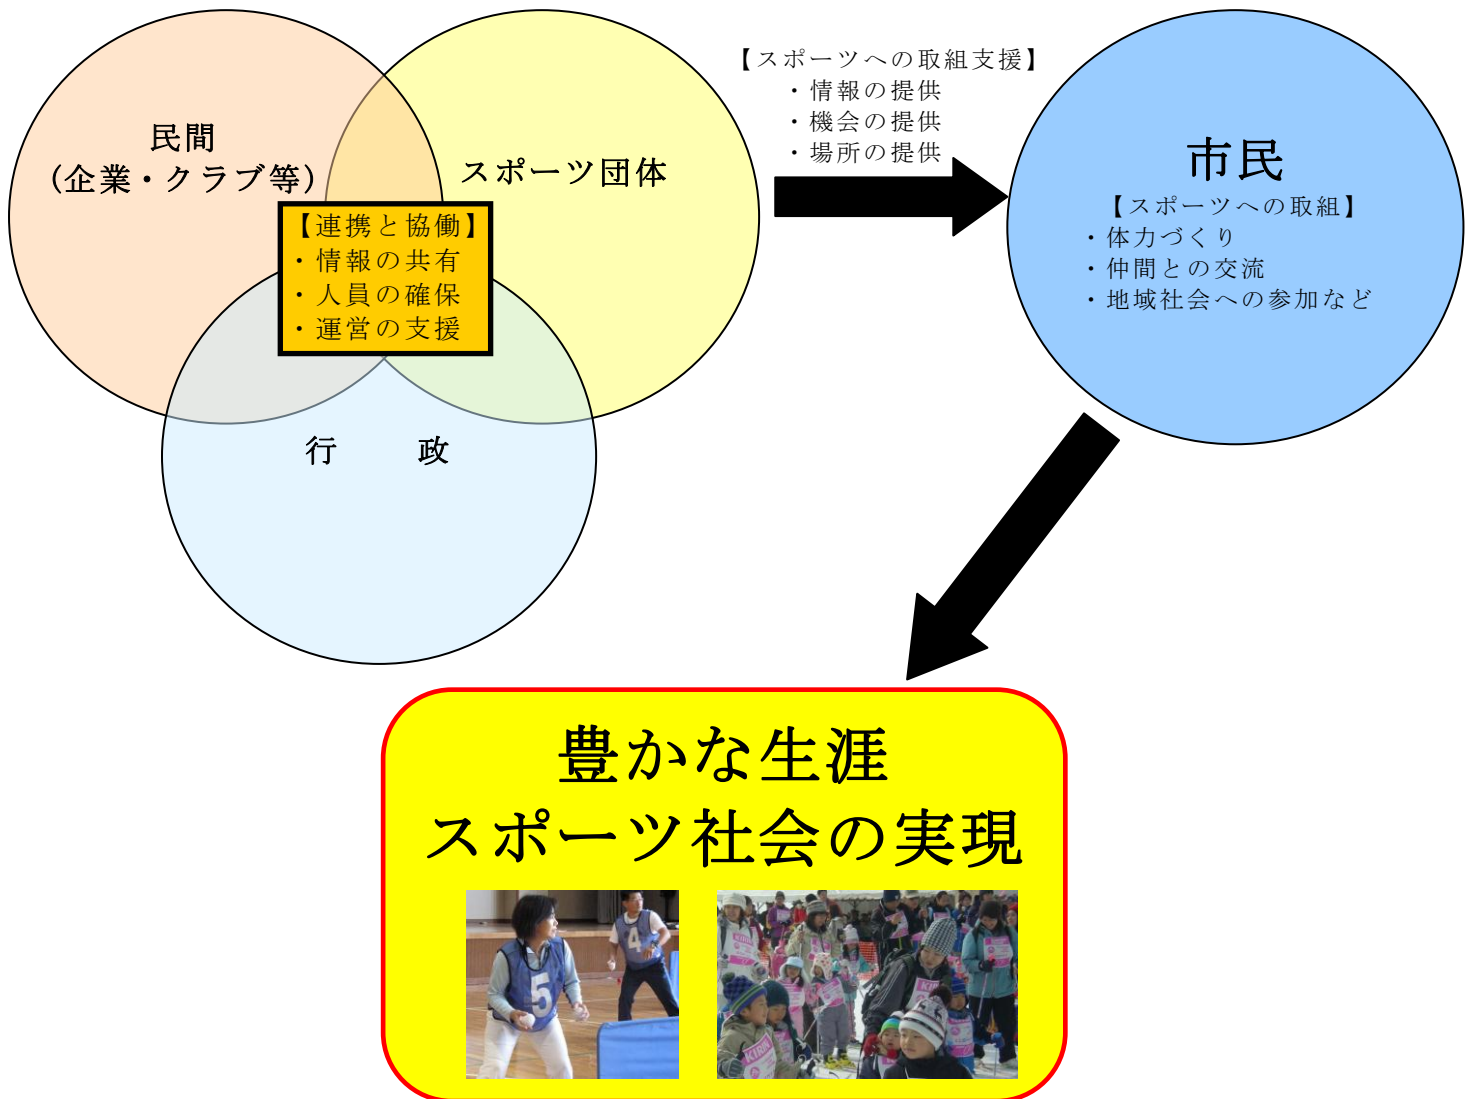 民間
(企業・クラブ等)
スポーツ団体
【連携と協働】
・情報の共有
・人員の確保
・運営の支援
行　政
【スポーツへの取組支援】
・情報の提供
・機会の提供
・場所の提供
市民
【スポーツへの取組】
・体力づくり
・仲間との交流
・地域社会への参加など
豊かな生涯
スポーツ社会の実現
5
4
KIRIN
KIRIN
KIRIN